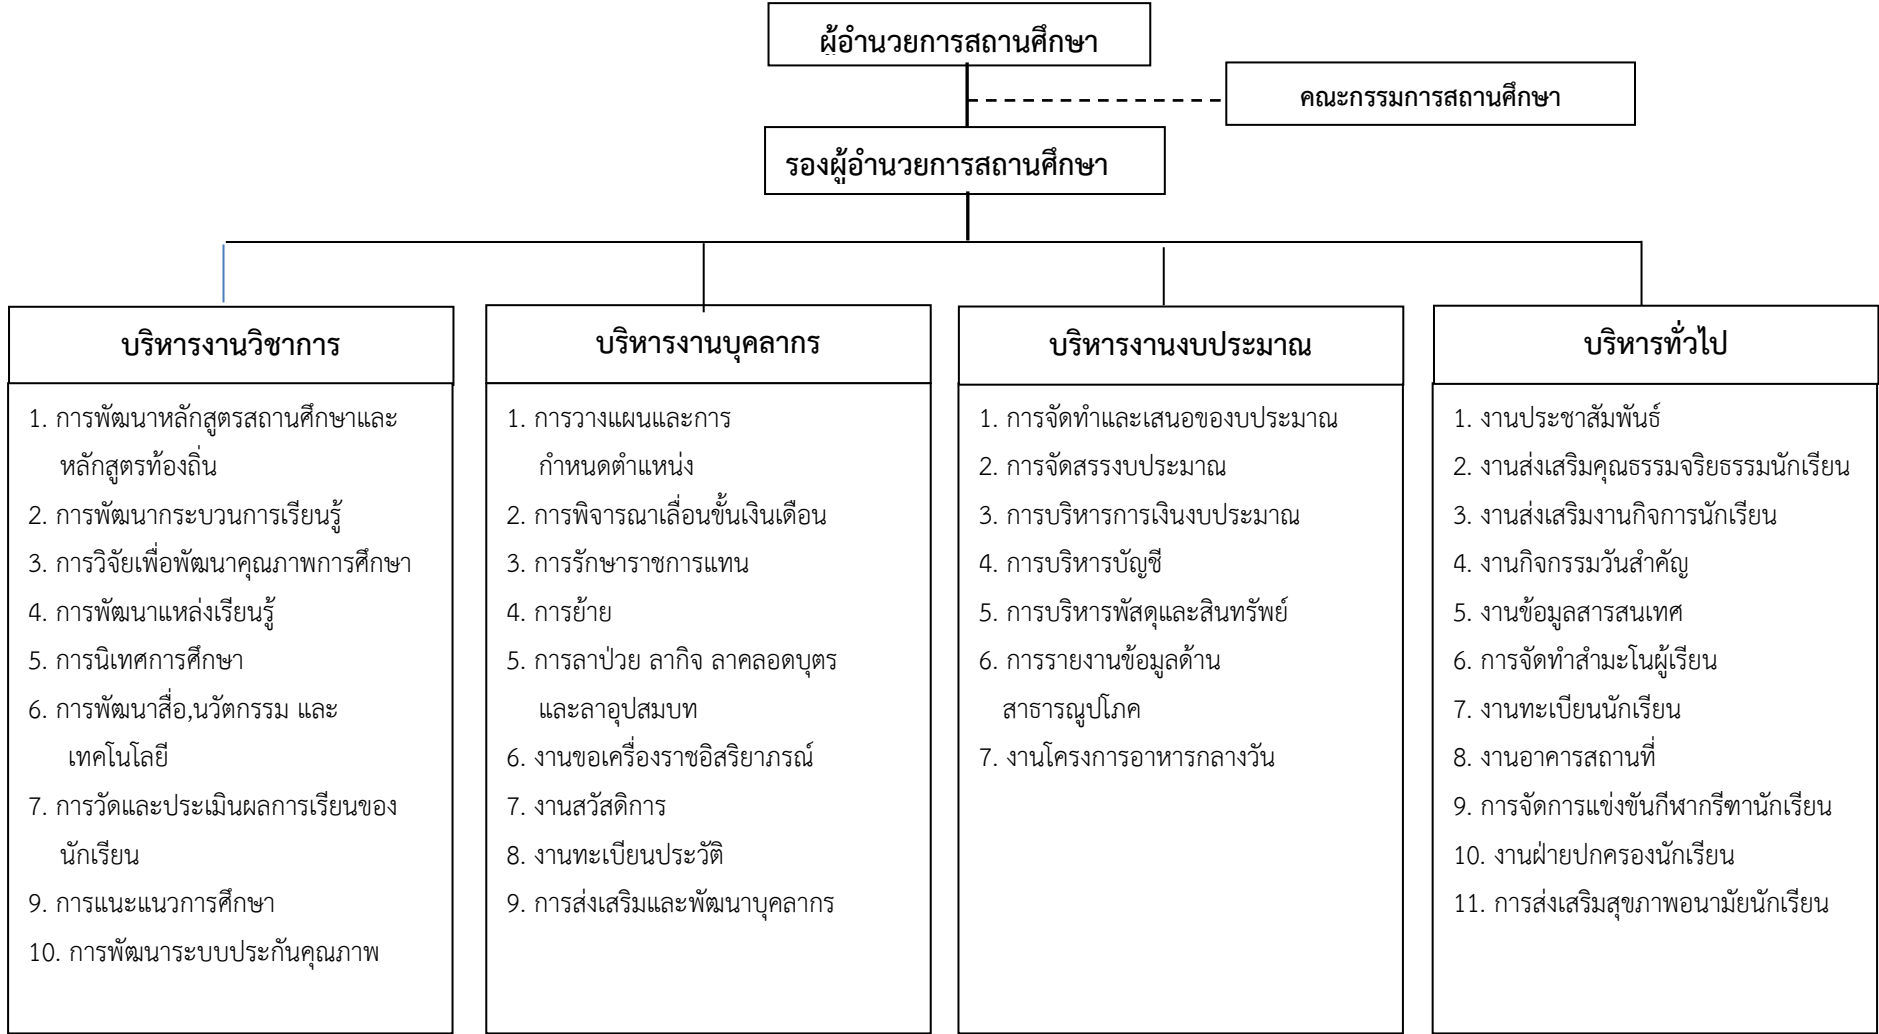 ผู้อำนวยการสถานศึกษา
คณะกรรมการสถานศึกษา
รองผู้อำนวยการสถานศึกษา
บริหารงานวิชาการ
1. การพัฒนาหลักสูตรสถานศึกษาและ
หลักสูตรท้องถิ่น
2. การพัฒนากระบวนการเรียนรู้
3. การวิจัยเพื่อพัฒนาคุณภาพการศึกษา
4. การพัฒนาแหล่งเรียนรู้
5. การนิเทศการศึกษา
6. การพัฒนาสื่อ,นวัตกรรม และ
เทคโนโลยี
7. การวัดและประเมินผลการเรียนของ
นักเรียน
9. การแนะแนวการศึกษา
10. การพัฒนาระบบประกันคุณภาพ
บริหารงานบุคลากร
1. การวางแผนและการ
กำหนดตำแหน่ง
2. การพิจารณาเลื่อนขั้นเงินเดือน
3. การรักษาราชการแทน
4. การย้าย
5. การลาป่วย ลากิจ ลาคลอดบุตร
และลาอุปสมบท
6. งานขอเครื่องราชอิสริยาภรณ์
7. งานสวัสดิการ
8. งานทะเบียนประวัติ
9. การส่งเสริมและพัฒนาบุคลากร
บริหารงานงบประมาณ
1. การจัดทำและเสนอของบประมาณ
2. การจัดสรรงบประมาณ
3. การบริหารการเงินงบประมาณ
4. การบริหารบัญชี
5. การบริหารพัสดุและสินทรัพย์
6. การรายงานข้อมูลด้าน
สาธารณูปโภค
7. งานโครงการอาหารกลางวัน
บริหารทั่วไป
1. งานประชาสัมพันธ์
2. งานส่งเสริมคุณธรรมจริยธรรมนักเรียน
3. งานส่งเสริมงานกิจการนักเรียน
4. งานกิจกรรมวันสำคัญ
5. งานข้อมูลสารสนเทศ
6. การจัดทำสำมะโนผู้เรียน
7. งานทะเบียนนักเรียน
8. งานอาคารสถานที่
9. การจัดการแข่งขันกีฬากรีฑานักเรียน
10. งานฝ่ายปกครองนักเรียน
11. การส่งเสริมสุขภาพอนามัยนักเรียน